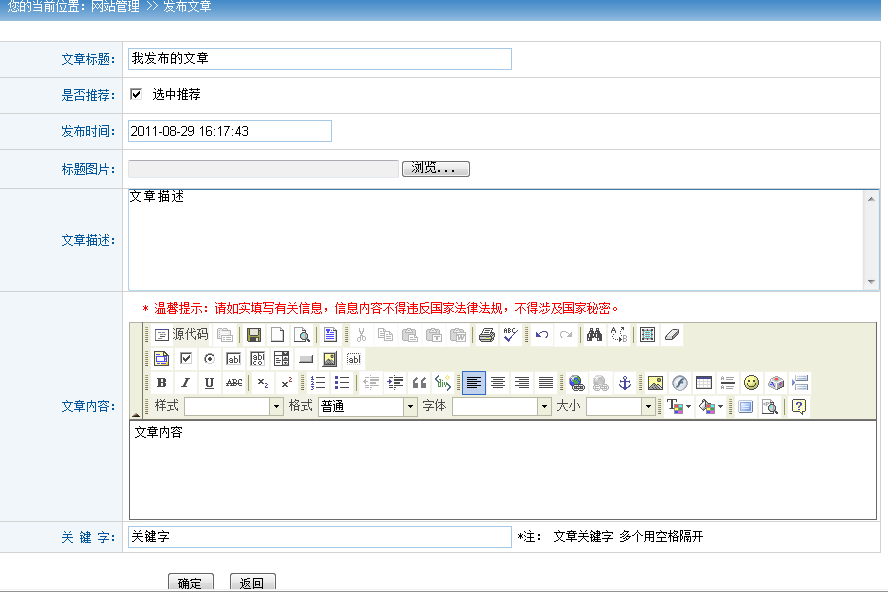 您的当前位置：网站管理 >> 发布文章
文章标题： 我发布的文章
是否推荐： 选中推荐
发布时间： 2011-08-29 16:17:43
标题图片： 浏览...
文章描述
文章描述：
* 温馨提示：请如实填写有关信息，信息内容不得违反国家法律法规，不得涉及国家秘密。
源代码
B I U ABC x₂ x²
样式 格式 普通 字体 大小
文章内容：
文章内容
关 键 字： 关键字 *注： 文章关键字 多个用空格隔开
确定 返回